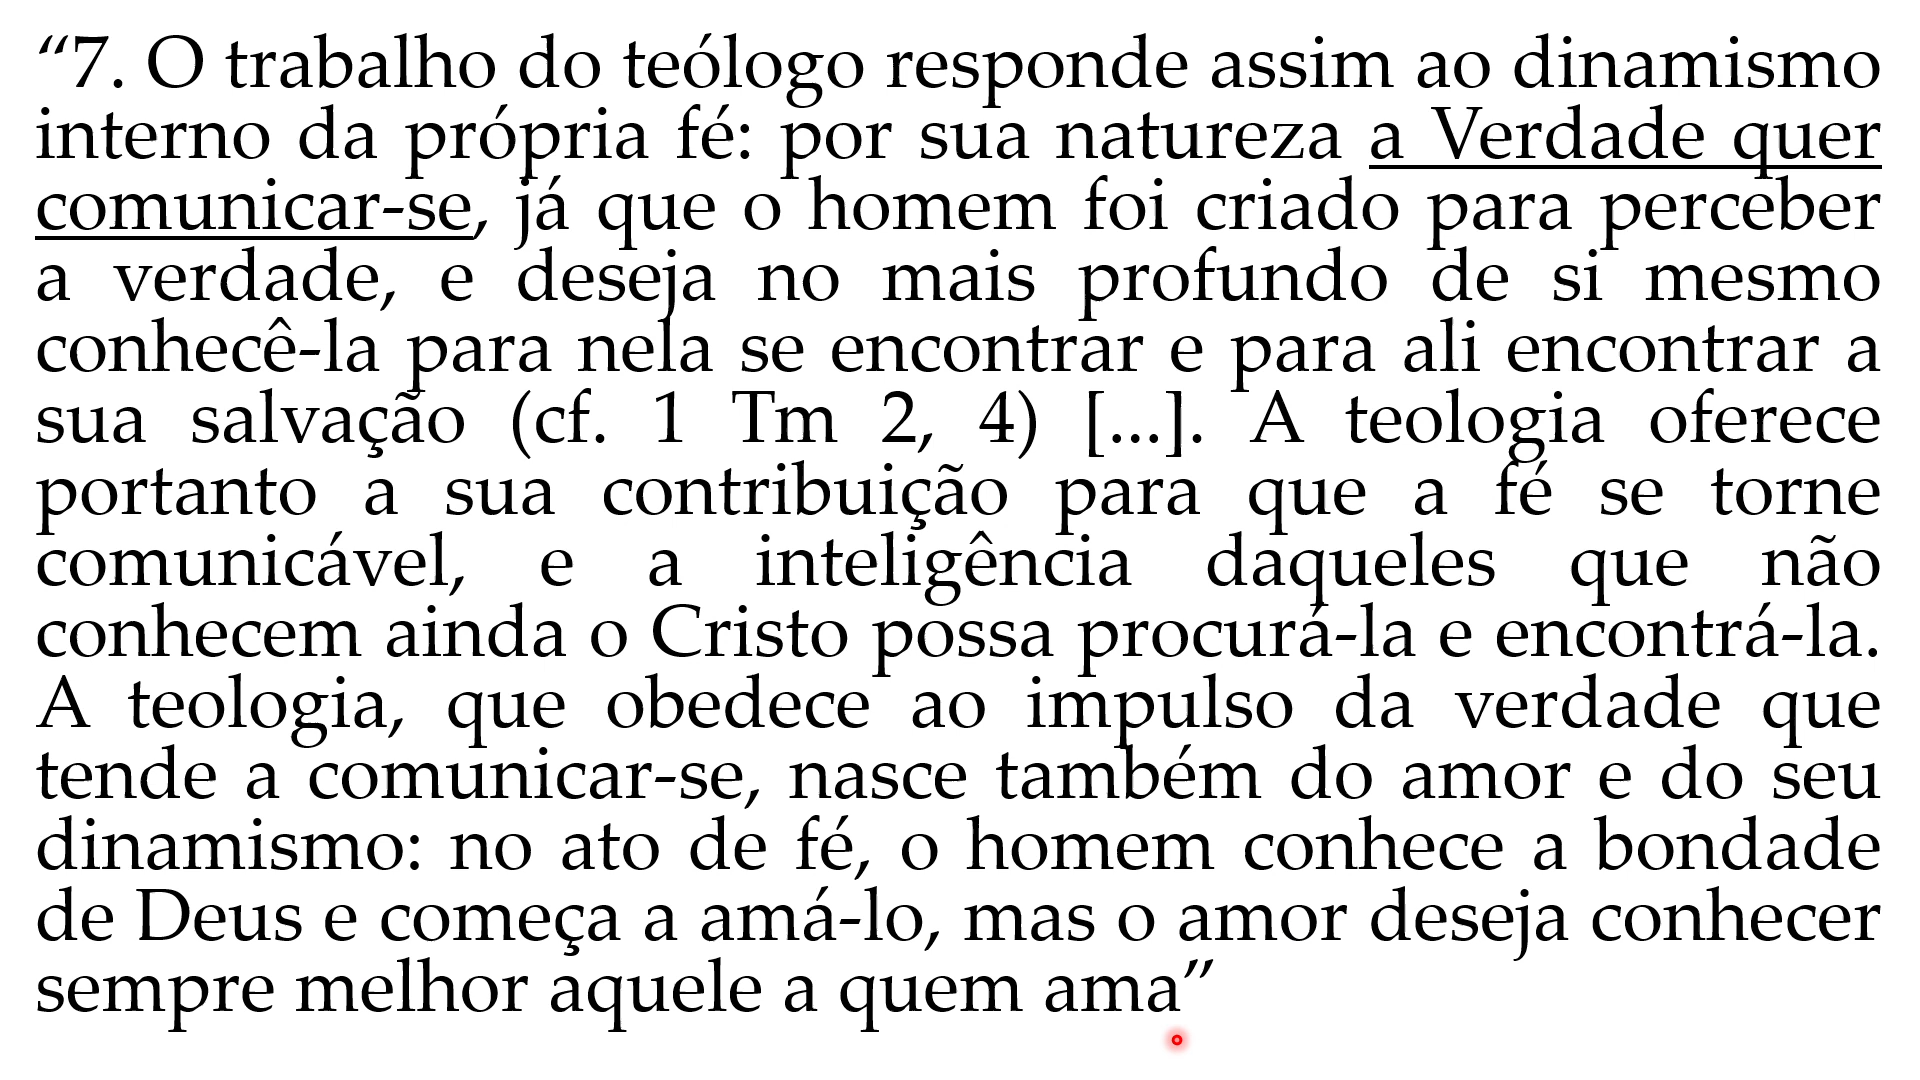 “7. O trabalho do teólogo responde assim ao dinamismo
interno da própria fé: por sua natureza a Verdade quer
comunicar-se, já que o homem foi criado para perceber
a verdade, e deseja no mais profundo de si mesmo
conhecê-la para nela se encontrar e para ali encontrar a
sua salvação (cf. 1 Tm 2, 4) [...]. A teologia oferece
portanto a sua contribuição para que a fé se torne
comunicável, e a inteligência daqueles que não
conhecem ainda o Cristo possa procurá-la e encontrá-la.
A teologia, que obedece ao impulso da verdade que
tende a comunicar-se, nasce também do amor e do seu
dinamismo: no ato de fé, o homem conhece a bondade
de Deus e começa a amá-lo, mas o amor deseja conhecer
sempre melhor aquele a quem ama”